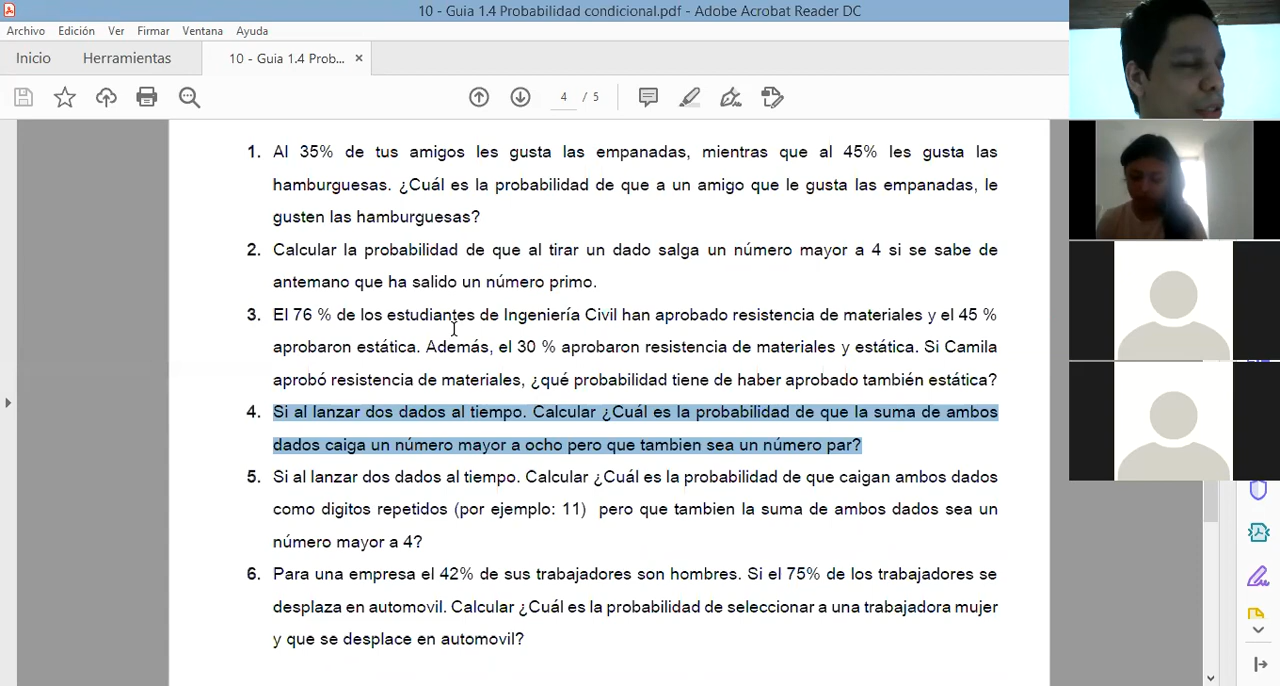 10 - Guia 1.4 Probabilidad condicional.pdf - Adobe Acrobat Reader DC
Archivo Edición Ver Firmar Ventana Ayuda
Inicio Herramientas 10 - Guia 1.4 Prob... ×
4 / 5
1. Al 35% de tus amigos les gusta las empanadas, mientras que al 45% les gusta las
hamburguesas. ¿Cuál es la probabilidad de que a un amigo que le gusta las empanadas, le
gusten las hamburguesas?
2. Calcular la probabilidad de que al tirar un dado salga un número mayor a 4 si se sabe de
antemano que ha salido un número primo.
3. El 76 % de los estudiantes de Ingeniería Civil han aprobado resistencia de materiales y el 45 %
aprobaron estática. Además, el 30 % aprobaron resistencia de materiales y estática. Si Camila
aprobó resistencia de materiales, ¿qué probabilidad tiene de haber aprobado también estática?
4. Si al lanzar dos dados al tiempo. Calcular ¿Cuál es la probabilidad de que la suma de ambos
dados caiga un número mayor a ocho pero que tambien sea un número par?
5. Si al lanzar dos dados al tiempo. Calcular ¿Cuál es la probabilidad de que caigan ambos dados
como digitos repetidos (por ejemplo: 11) pero que tambien la suma de ambos dados sea un
número mayor a 4?
6. Para una empresa el 42% de sus trabajadores son hombres. Si el 75% de los trabajadores se
desplaza en automovil. Calcular ¿Cuál es la probabilidad de seleccionar a una trabajadora mujer
y que se desplace en automovil?